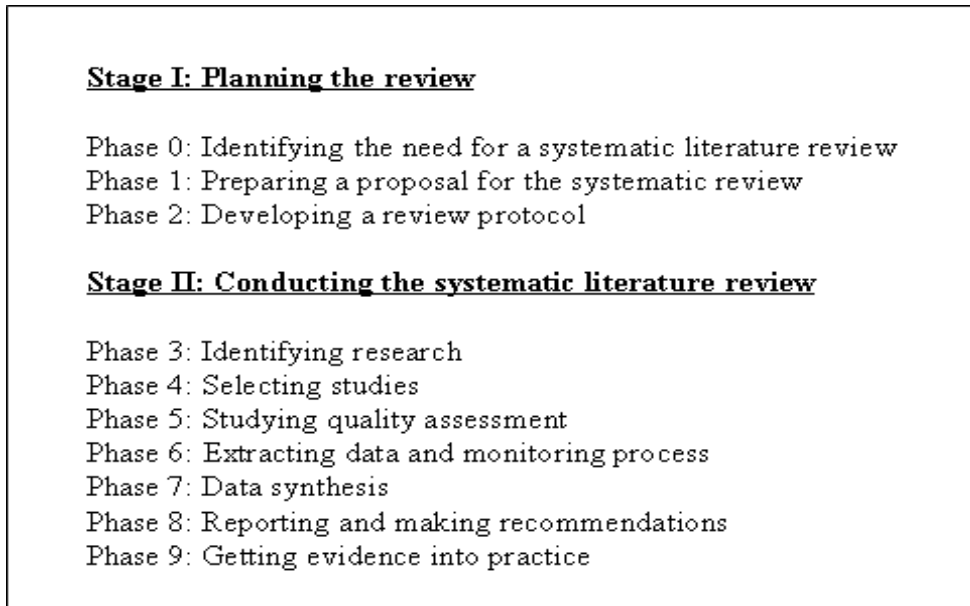 Stage I: Planning the review
Phase 0: Identifying the need for a systematic literature review
Phase 1: Preparing a proposal for the systematic review
Phase 2: Developing a review protocol
Stage II: Conducting the systematic literature review
Phase 3: Identifying research
Phase 4: Selecting studies
Phase 5: Studying quality assessment
Phase 6: Extracting data and monitoring process
Phase 7: Data synthesis
Phase 8: Reporting and making recommendations
Phase 9: Getting evidence into practice